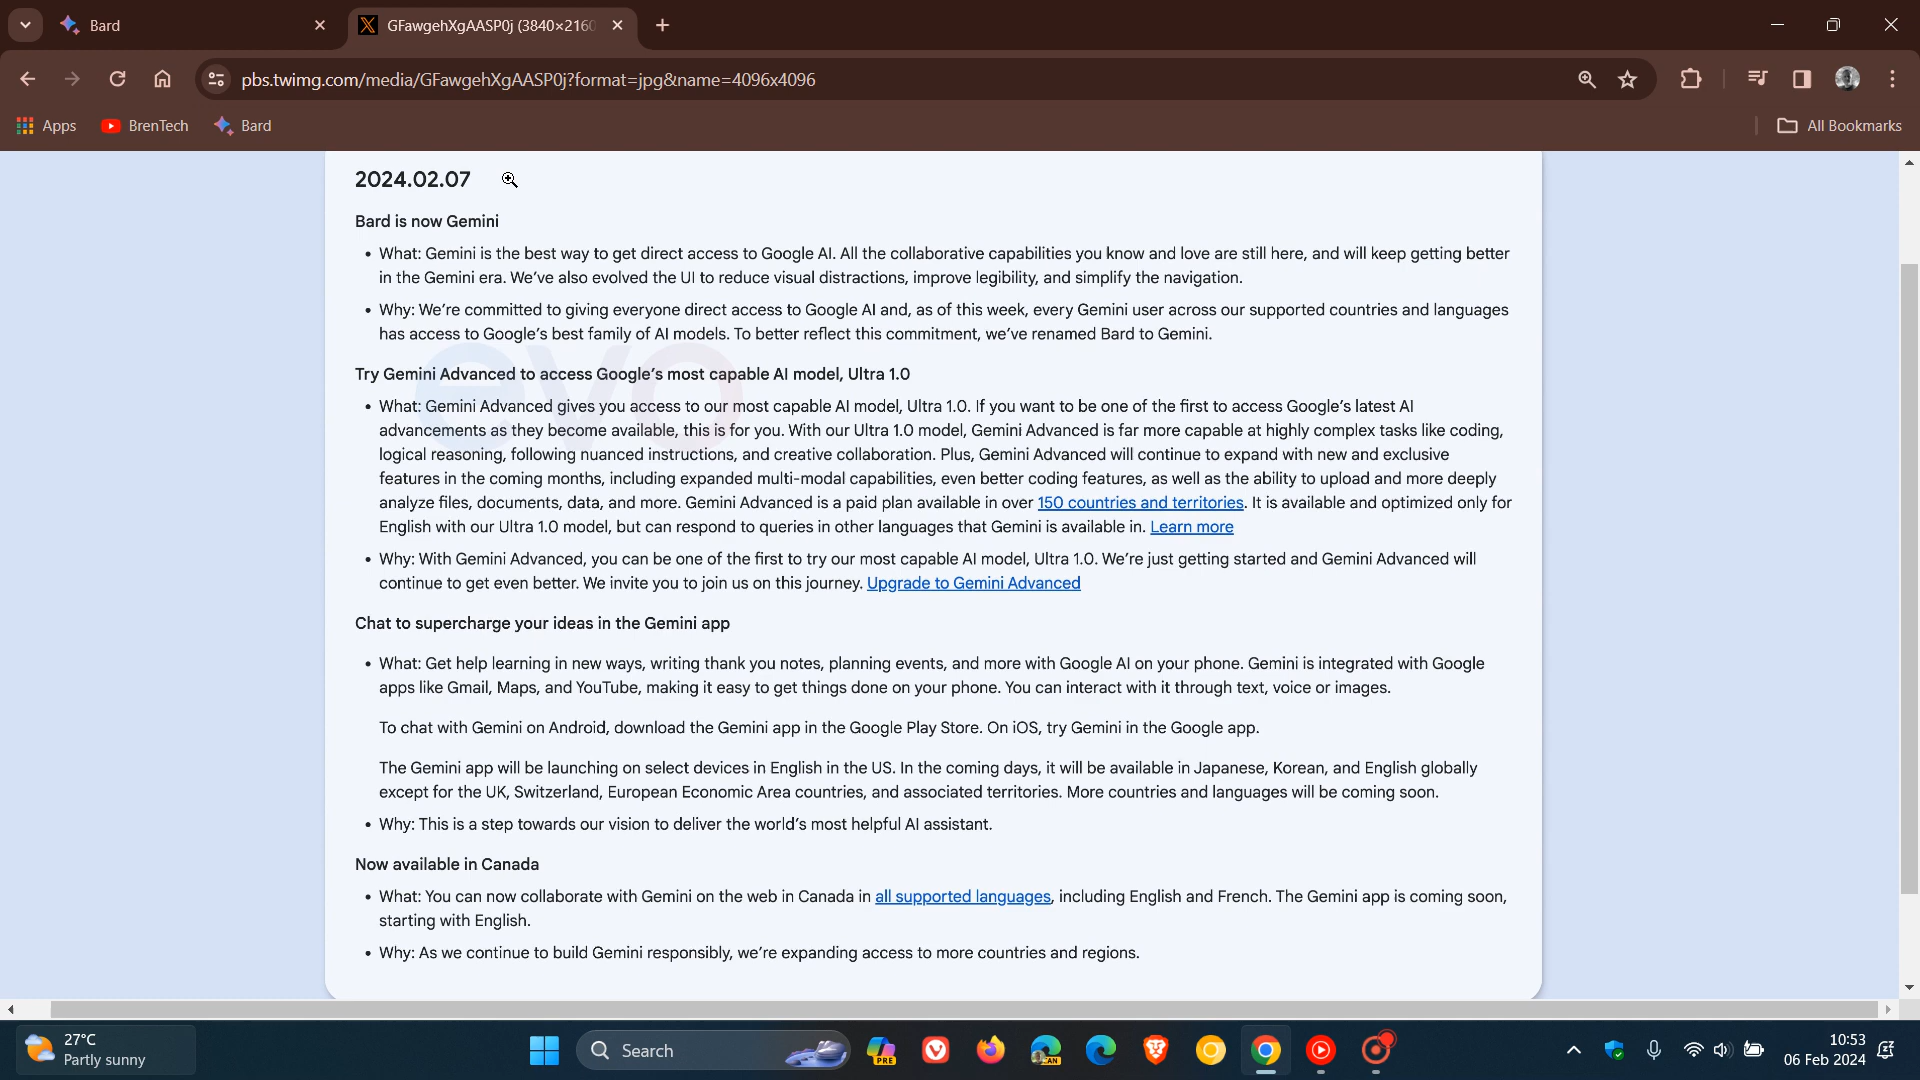 Bard
GFawgehXgAASP0j (3840×2160
pbs.twimg.com/media/GFawgehXgAASP0j?format=jpg&name=4096x4096
Apps
BrenTech
Bard
All Bookmarks
2024.02.07
Bard is now Gemini
• What: Gemini is the best way to get direct access to Google AI. All the collaborative capabilities you know and love are still here, and will keep getting better
in the Gemini era. We've also evolved the UI to reduce visual distractions, improve legibility, and simplify the navigation.
• Why: We're committed to giving everyone direct access to Google AI and, as of this week, every Gemini user across our supported countries and languages
has access to Google's best family of AI models. To better reflect this commitment, we've renamed Bard to Gemini.
evo
Try Gemini Advanced to access Google's most capable AI model, Ultra 1.0
• What: Gemini Advanced gives you access to our most capable AI model, Ultra 1.0. If you want to be one of the first to access Google's latest AI
advancements as they become available, this is for you. With our Ultra 1.0 model, Gemini Advanced is far more capable at highly complex tasks like coding,
logical reasoning, following nuanced instructions, and creative collaboration. Plus, Gemini Advanced will continue to expand with new and exclusive
features in the coming months, including expanded multi-modal capabilities, even better coding features, as well as the ability to upload and more deeply
analyze files, documents, data, and more. Gemini Advanced is a paid plan available in over 150 countries and territories. It is available and optimized only for
English with our Ultra 1.0 model, but can respond to queries in other languages that Gemini is available in. Learn more
• Why: With Gemini Advanced, you can be one of the first to try our most capable AI model, Ultra 1.0. We're just getting started and Gemini Advanced will
continue to get even better. We invite you to join us on this journey. Upgrade to Gemini Advanced
Chat to supercharge your ideas in the Gemini app
• What: Get help learning in new ways, writing thank you notes, planning events, and more with Google AI on your phone. Gemini is integrated with Google
apps like Gmail, Maps, and YouTube, making it easy to get things done on your phone. You can interact with it through text, voice or images.
To chat with Gemini on Android, download the Gemini app in the Google Play Store. On iOS, try Gemini in the Google app.
The Gemini app will be launching on select devices in English in the US. In the coming days, it will be available in Japanese, Korean, and English globally
except for the UK, Switzerland, European Economic Area countries, and associated territories. More countries and languages will be coming soon.
• Why: This is a step towards our vision to deliver the world's most helpful AI assistant.
Now available in Canada
• What: You can now collaborate with Gemini on the web in Canada in all supported languages, including English and French. The Gemini app is coming soon,
starting with English.
• Why: As we continue to build Gemini responsibly, we're expanding access to more countries and regions.
27°C
Partly sunny
Search
PRE
CAN
10:53
06 Feb 2024